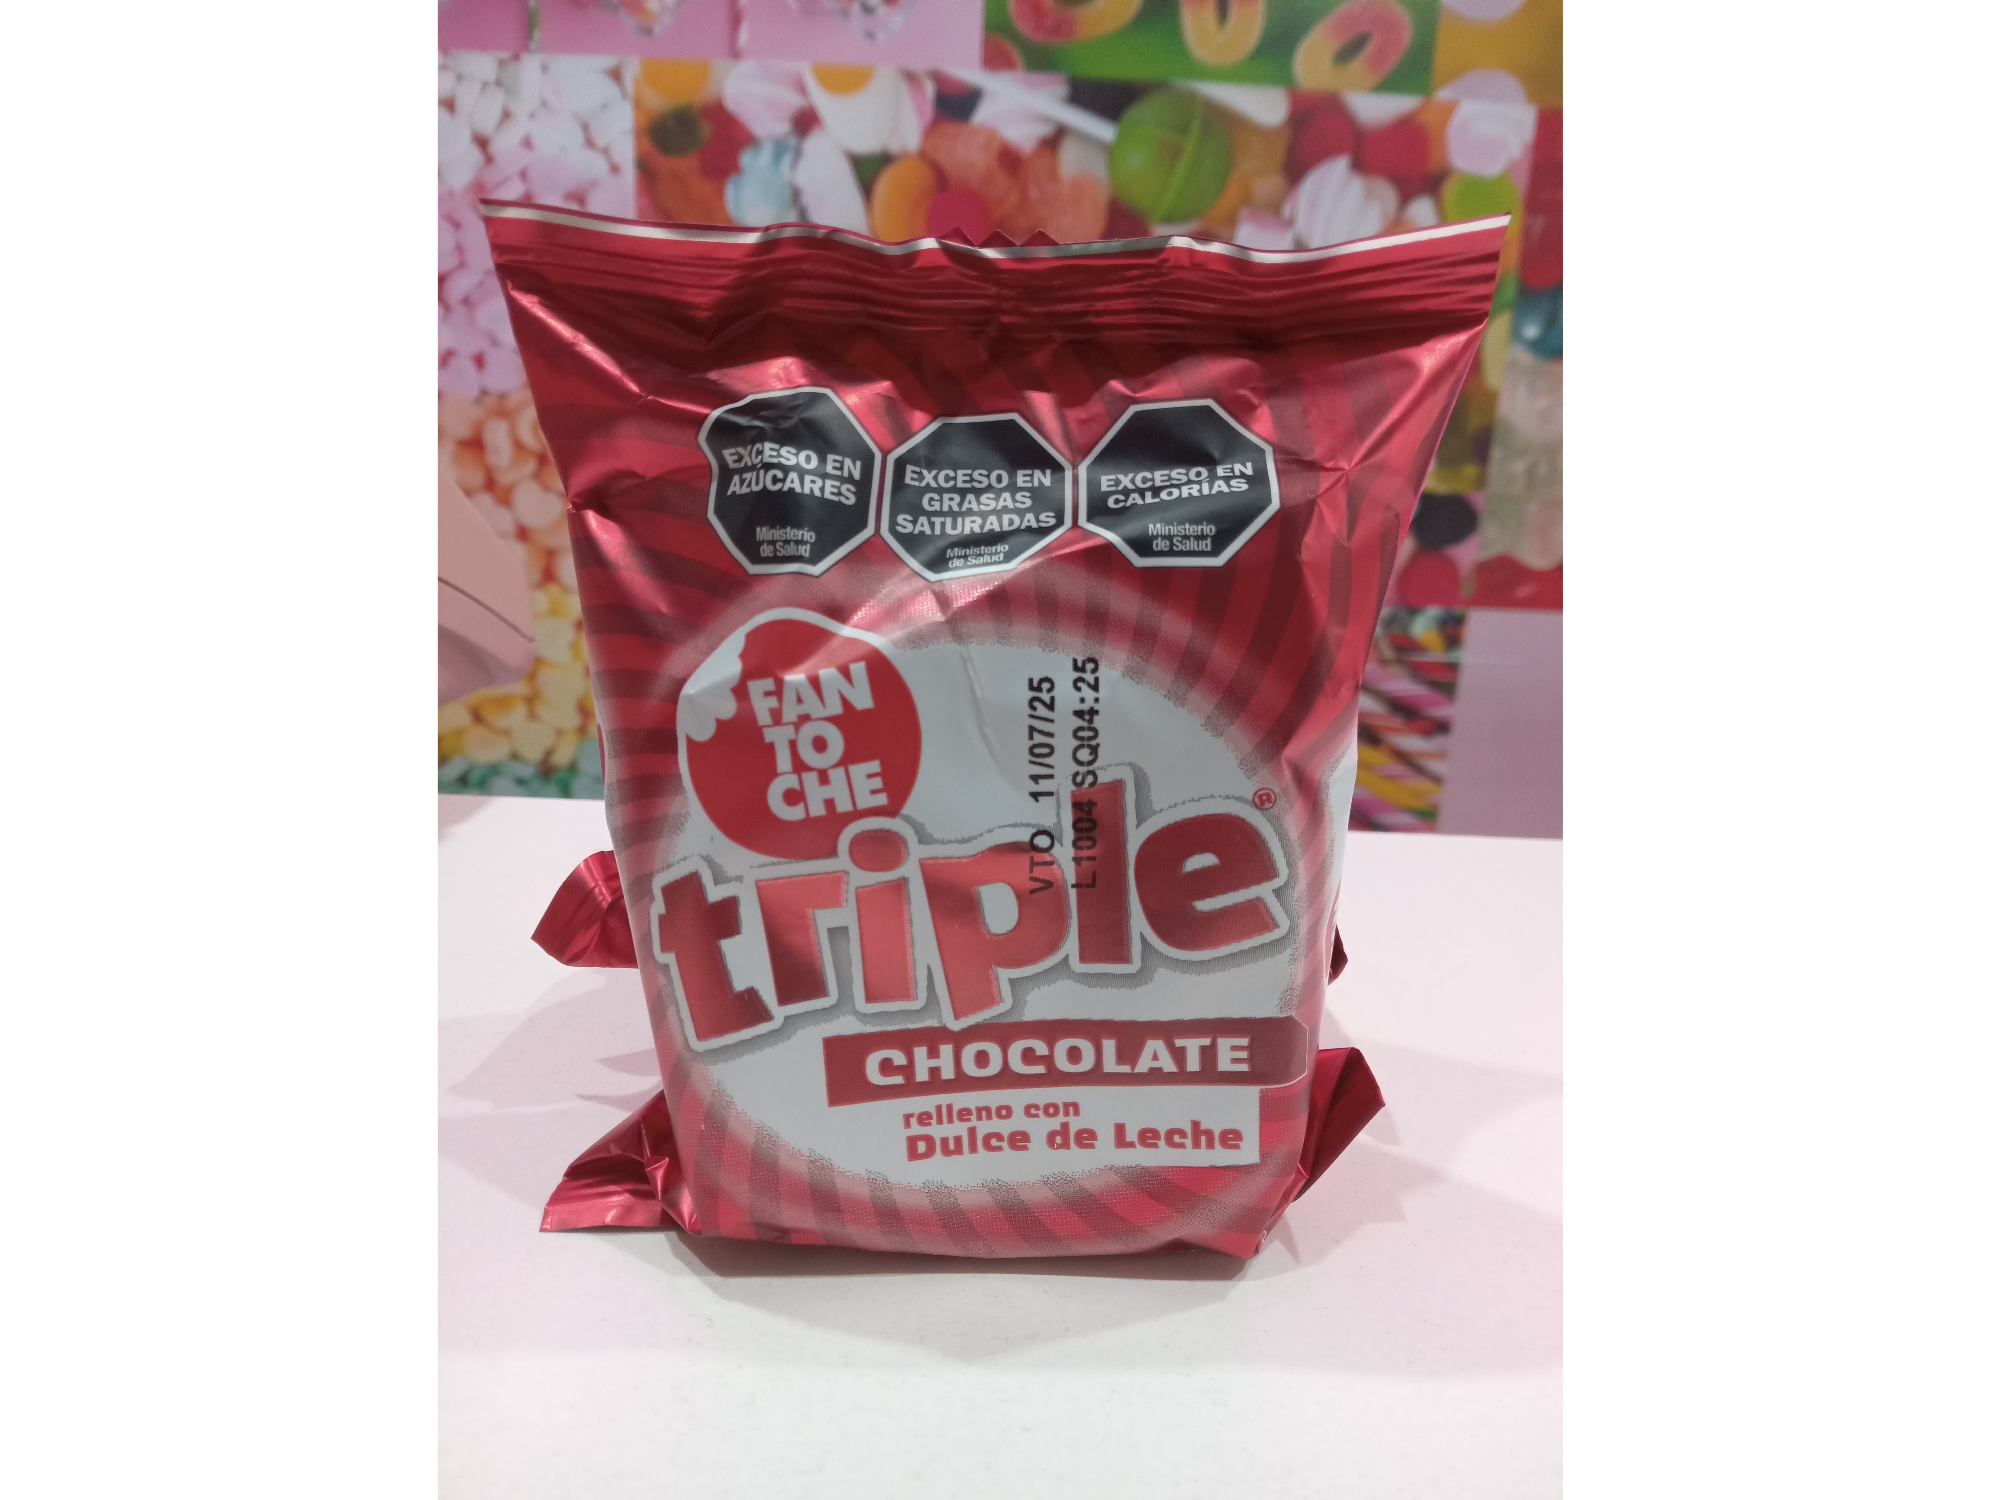 EXCESO EN
AZÚCARES
Ministerio
de Salud
EXCESO EN
GRASAS
SATURADAS
Ministerio
de Salud
EXCESO EN
CALORÍAS
Ministerio
de Salud
FAN
TO
CHE
VTO 11/07/25
L1004 SQ04:25
triple®
CHOCOLATE
relleno con
Dulce de Leche